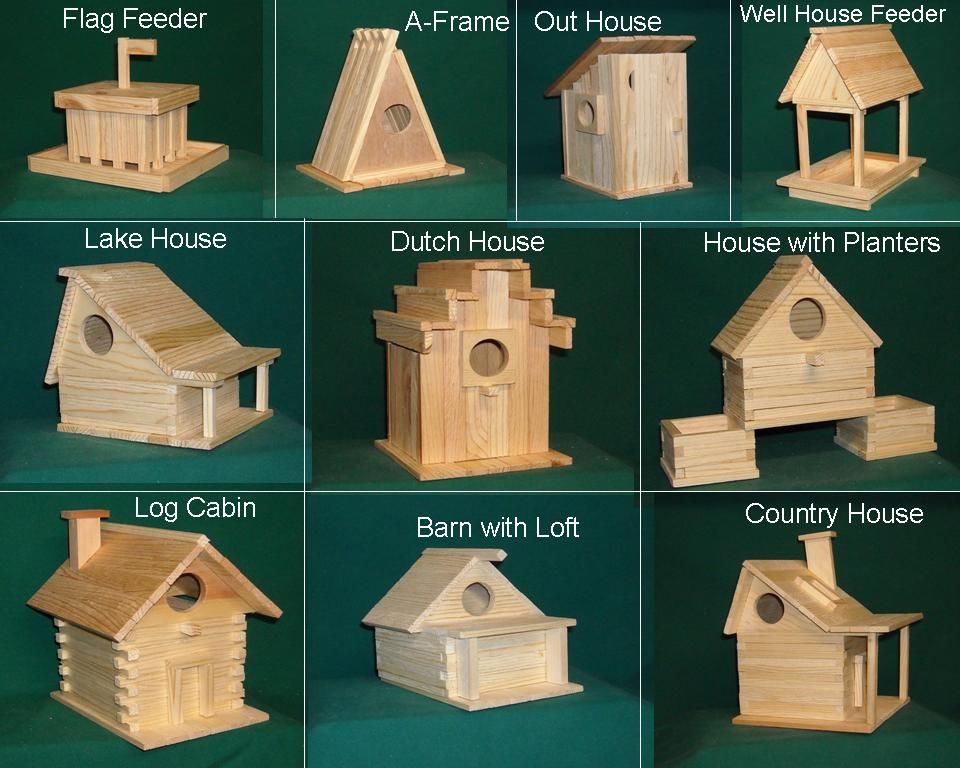 Flag Feeder
A-Frame
Out House
Well House Feeder
Lake House
Dutch House
House with Planters
Log Cabin
Barn with Loft
Country House